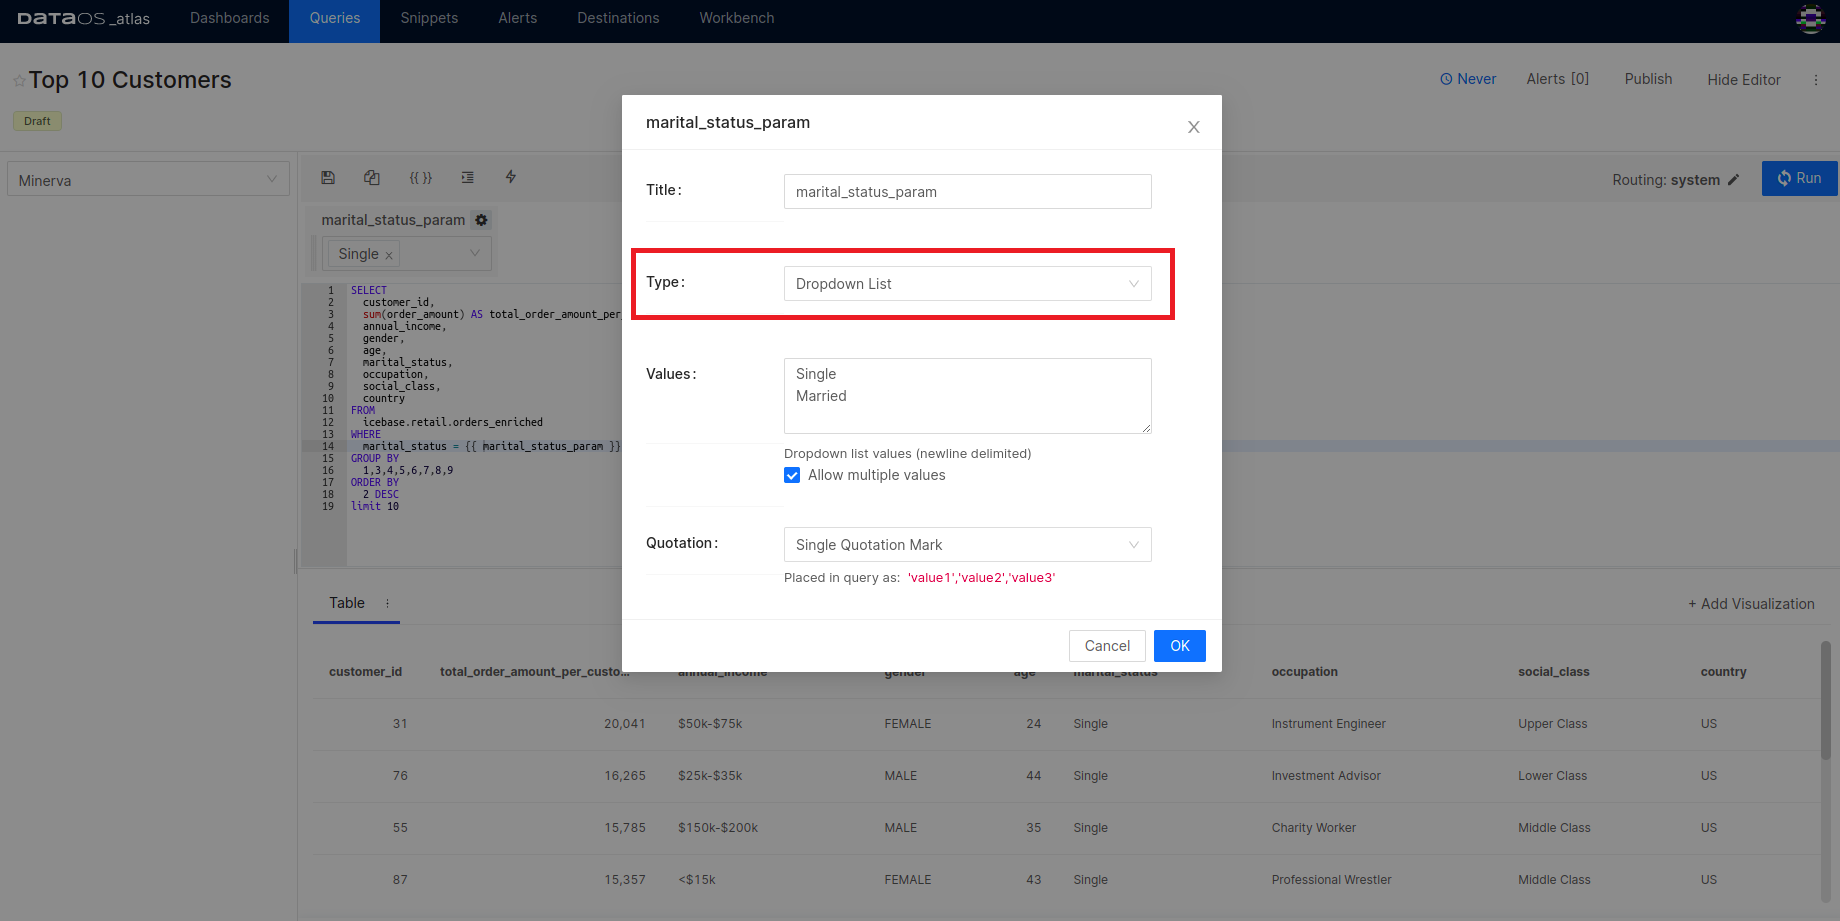 DATAOS_atlas Dashboards Queries Snippets Alerts Destinations Workbench
Top 10 Customers
Never Alerts [0] Publish Hide Editor
Draft
Minerva
{{ }}
Routing: system Run
marital_status_param
Single x
1 SELECT
2 customer_id,
3 sum(order_amount) AS total_order_amount_per_
4 annual_income,
5 gender,
6 age,
7 marital_status,
8 occupation,
9 social_class,
10 country
11 FROM
12 icebase.retail.orders_enriched
13 WHERE
14 marital_status = {{ marital_status_param }}
15 GROUP BY
16 1,3,4,5,6,7,8,9
17 ORDER BY
18 2 DESC
19 limit 10
marital_status_param
Title:
marital_status_param
Type:
Dropdown List
Values:
Single
Married
Dropdown list values (newline delimited)
Allow multiple values
Quotation:
Single Quotation Mark
Placed in query as: 'value1','value2','value3'
Cancel OK
Table
+ Add Visualization
customer_id total_order_amount_per_custo... annual_income gender age marital_status occupation social_class country
31 20,041 $50k-$75k FEMALE 24 Single Instrument Engineer Upper Class US
76 16,265 $25k-$35k MALE 44 Single Investment Advisor Lower Class US
55 15,785 $150k-$200k MALE 35 Single Charity Worker Middle Class US
87 15,357 <$15k FEMALE 43 Single Professional Wrestler Middle Class US